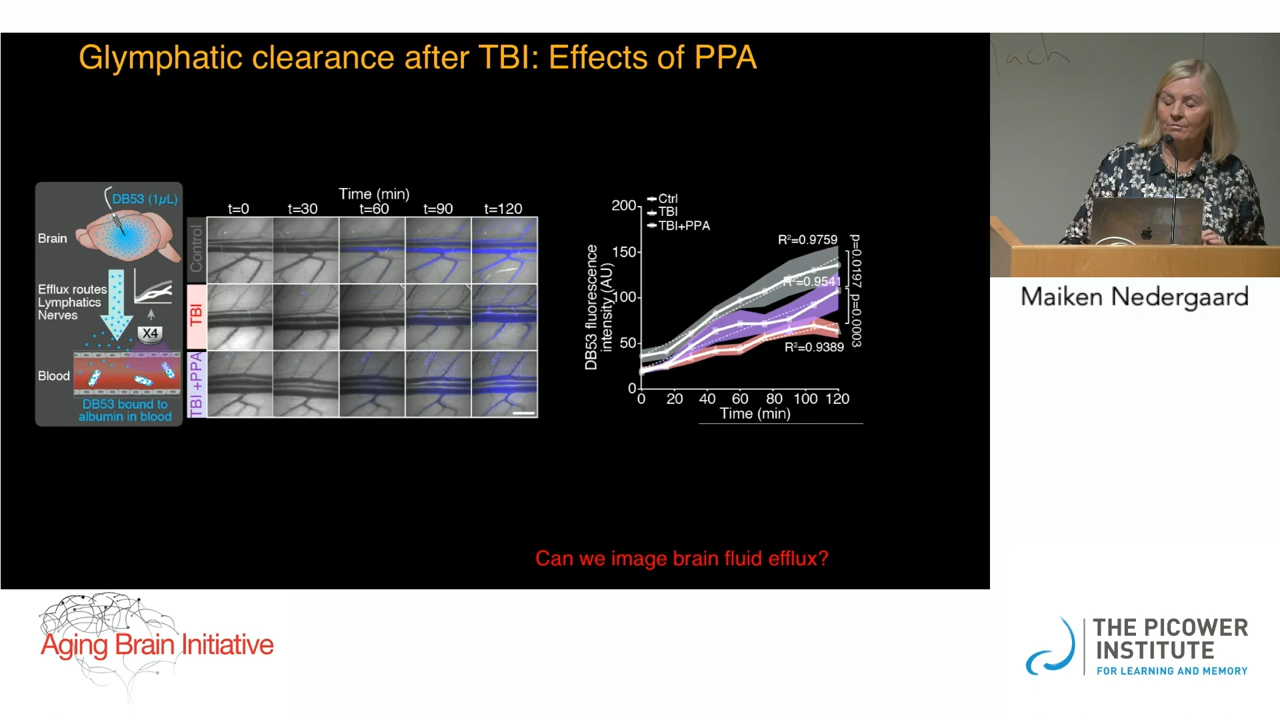 Glymphatic clearance after TBI: Effects of PPA
DB53 (1µL)
Brain
Efflux routes
Lymphatics
Nerves
X4
Blood
DB53 bound to
albumin in blood
Time (min)
t=0 t=30 t=60 t=90 t=120
Control
TBI
TBI +PPA
Ctrl
TBI
TBI+PPA
DB53 fluorescence
intensity (AU)
200
150
100
50
0
0 20 40 60 80 100 120
Time (min)
R²=0.9759
R²=0.9541
R²=0.9389
p=0.0197
p=0.0003
Can we image brain fluid efflux?
Mach
Maiken Nedergaard
Aging Brain Initiative
THE PICOWER
INSTITUTE
FOR LEARNING AND MEMORY